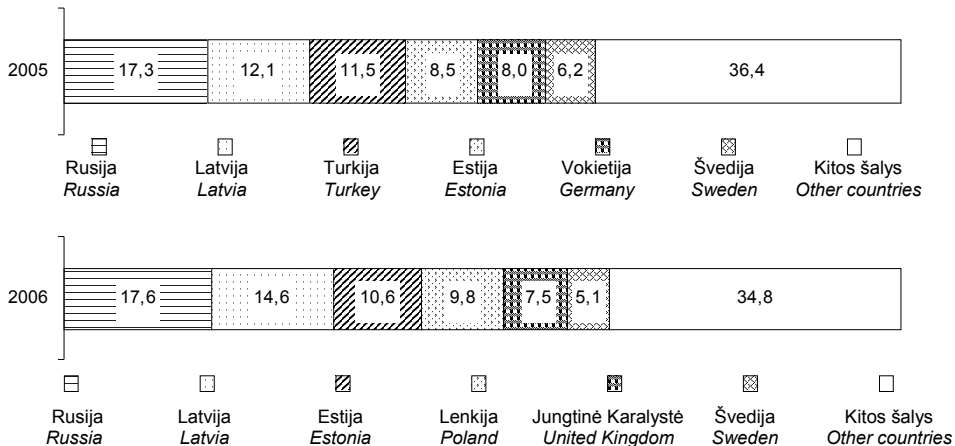 2005 17,3 12,1 11,5 8,5 8,0 6,2 36,4
Rusija Latvija Turkija Estija Vokietija Švedija Kitos šalys
Russia Latvia Turkey Estonia Germany Sweden Other countries
2006 17,6 14,6 10,6 9,8 7,5 5,1 34,8
Rusija Latvija Estija Lenkija Jungtinė Karalystė Švedija Kitos šalys
Russia Latvia Estonia Poland United Kingdom Sweden Other countries